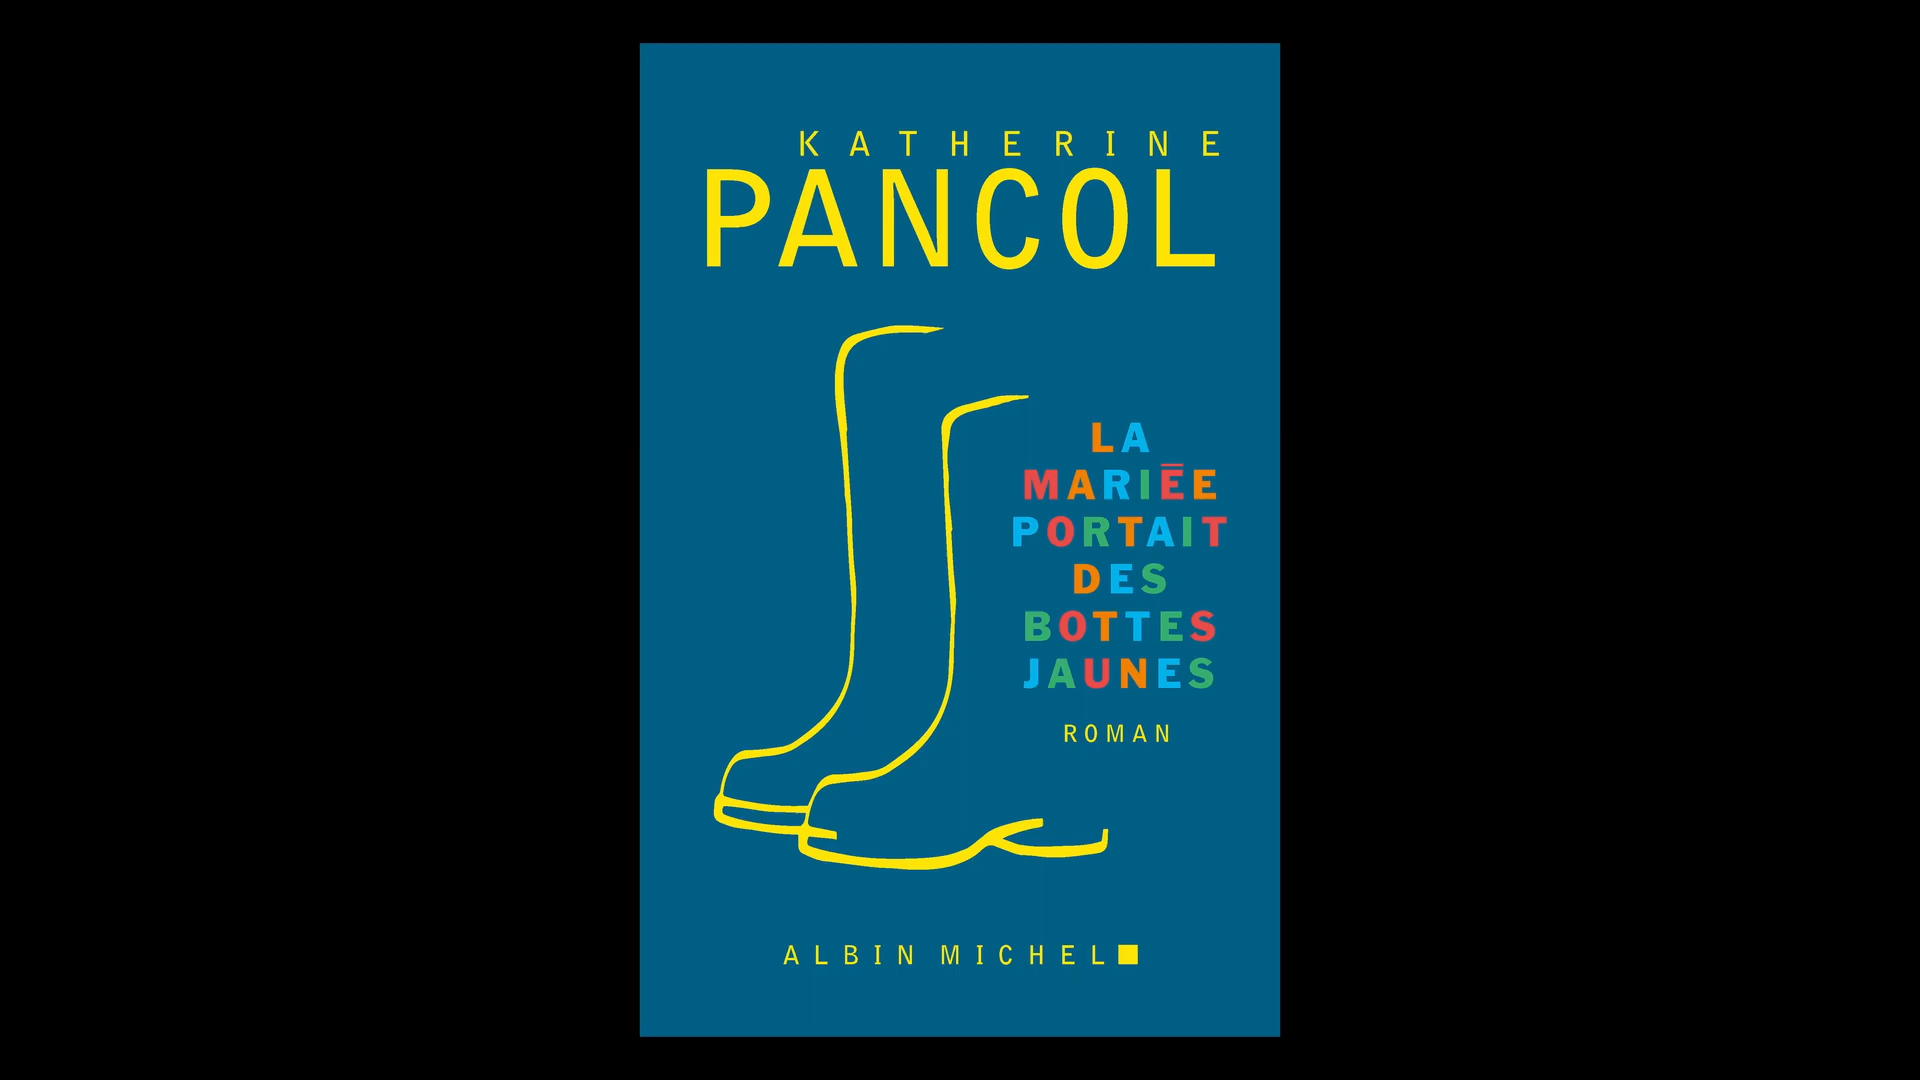 KATHERINE
PANCOL
LA
MARIÉE
PORTAIT
DES
BOTTES
JAUNES
ROMAN
ALBIN MICHEL